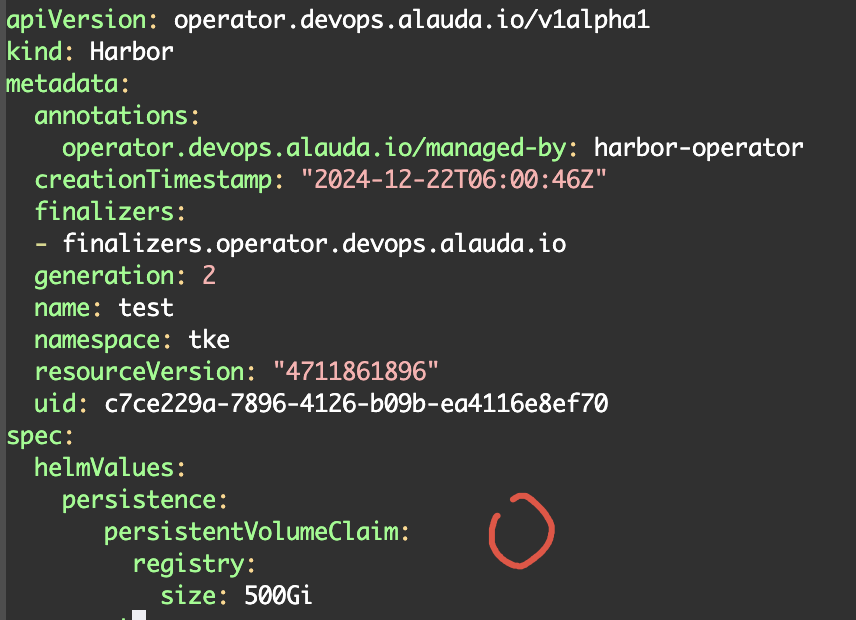 apiVersion: operator.devops.alauda.io/v1alpha1
kind: Harbor
metadata:
  annotations:
    operator.devops.alauda.io/managed-by: harbor-operator
  creationTimestamp: "2024-12-22T06:00:46Z"
  finalizers:
  - finalizers.operator.devops.alauda.io
  generation: 2
  name: test
  namespace: tke
  resourceVersion: "4711861896"
  uid: c7ce229a-7896-4126-b09b-ea4116e8ef70
spec:
  helmValues:
    persistence:
       persistentVolumeClaim:
         registry:
           size: 500Gi